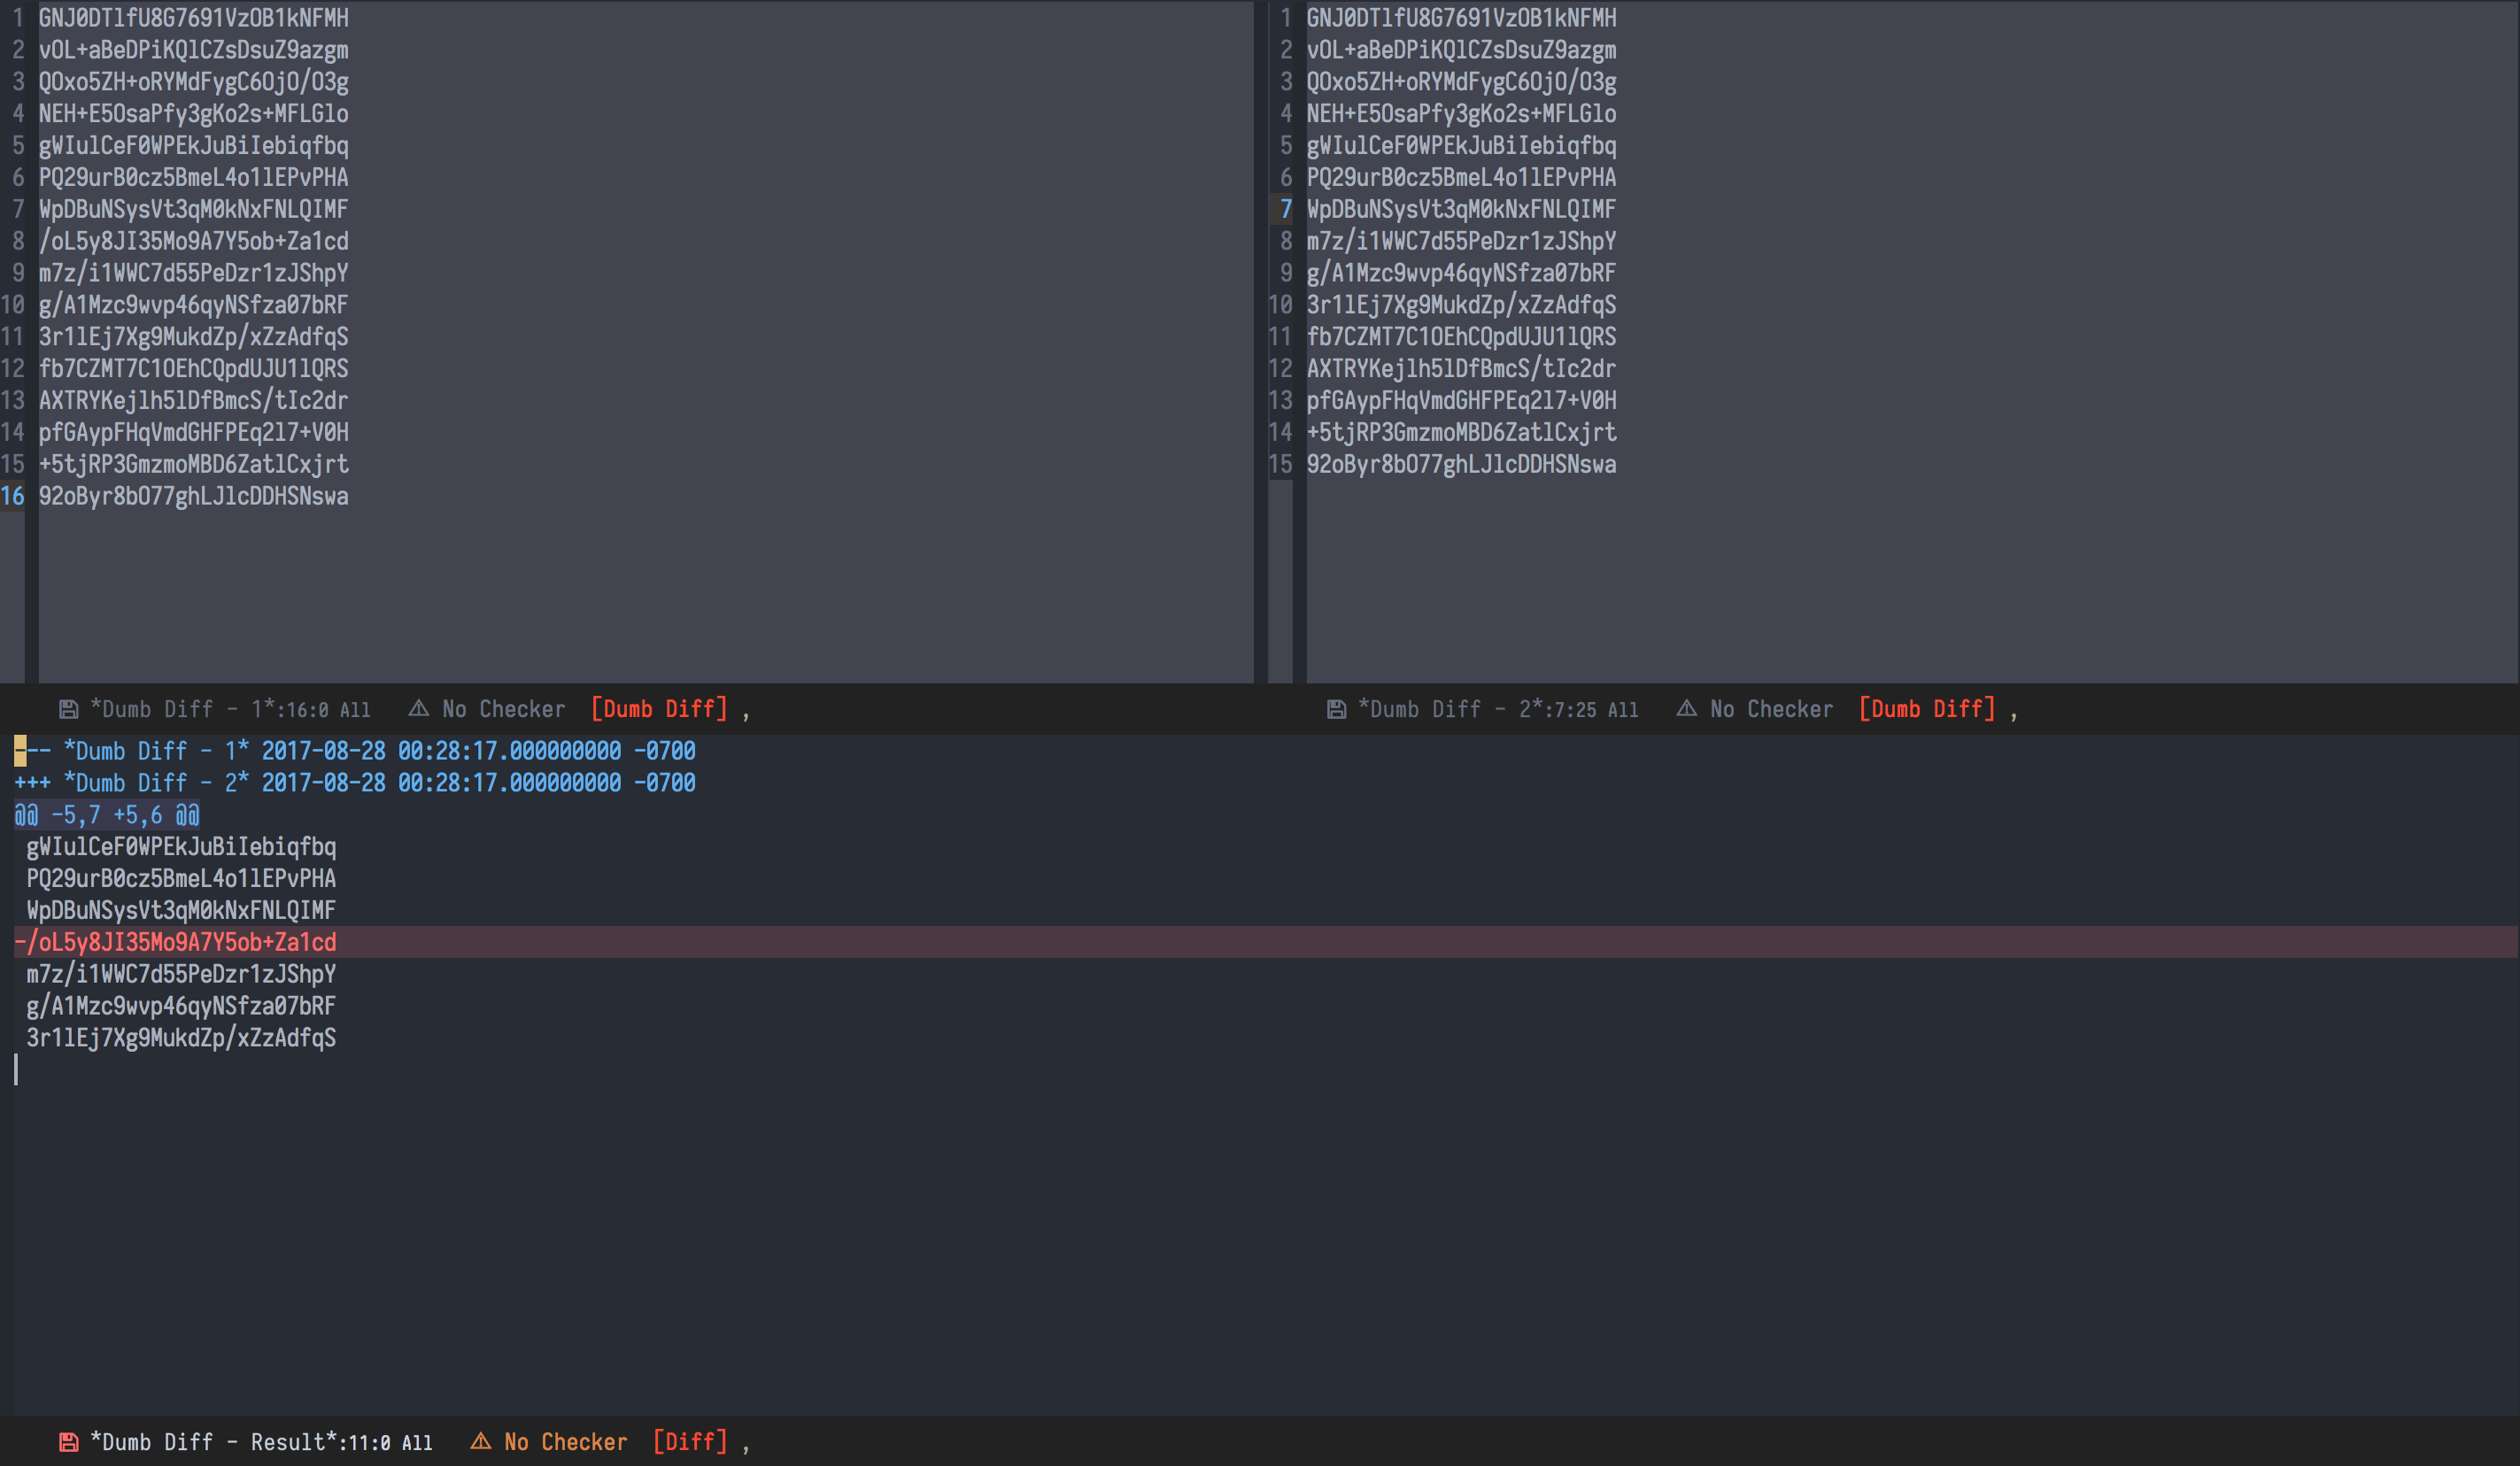 1 GNJ0DTlfU8G7691VzOB1kNFMH
2 vOL+aBeDPiKQlCZsDsuZ9azgm
3 QOxo5ZH+oRYMdFygC6OjO/O3g
4 NEH+E5OsaPfy3gKo2s+MFLGlo
5 gWIulCeF0WPEkJuBiIebiqfbq
6 PQ29urB0cz5BmeL4o1lEPvPHA
7 WpDBuNSysVt3qM0kNxFNLQIMF
8 /oL5y8JI35Mo9A7Y5ob+Za1cd
9 m7z/i1WWC7d55PeDzr1zJShpY
10 g/A1Mzc9wvp46qyNSfza07bRF
11 3r1lEj7Xg9MukdZp/xZzAdfqS
12 fb7CZMT7C1OEhCQpdUJU1lQRS
13 AXTRYKejlh5lDfBmcS/tIc2dr
14 pfGAypFHqVmdGHFPEq2l7+V0H
15 +5tjRP3GmzmoMBD6ZatlCxjrt
16 92oByr8bO77ghLJlcDDHSNswa
*Dumb Diff - 1*:16:0 All ⚠ No Checker [Dumb Diff] ,
1 GNJ0DTlfU8G7691VzOB1kNFMH
2 vOL+aBeDPiKQlCZsDsuZ9azgm
3 QOxo5ZH+oRYMdFygC6OjO/O3g
4 NEH+E5OsaPfy3gKo2s+MFLGlo
5 gWIulCeF0WPEkJuBiIebiqfbq
6 PQ29urB0cz5BmeL4o1lEPvPHA
7 WpDBuNSysVt3qM0kNxFNLQIMF
8 m7z/i1WWC7d55PeDzr1zJShpY
9 g/A1Mzc9wvp46qyNSfza07bRF
10 3r1lEj7Xg9MukdZp/xZzAdfqS
11 fb7CZMT7C1OEhCQpdUJU1lQRS
12 AXTRYKejlh5lDfBmcS/tIc2dr
13 pfGAypFHqVmdGHFPEq2l7+V0H
14 +5tjRP3GmzmoMBD6ZatlCxjrt
15 92oByr8bO77ghLJlcDDHSNswa
*Dumb Diff - 2*:7:25 All ⚠ No Checker [Dumb Diff] ,
--- *Dumb Diff - 1* 2017-08-28 00:28:17.000000000 -0700
+++ *Dumb Diff - 2* 2017-08-28 00:28:17.000000000 -0700
@@ -5,7 +5,6 @@
gWIulCeF0WPEkJuBiIebiqfbq
PQ29urB0cz5BmeL4o1lEPvPHA
WpDBuNSysVt3qM0kNxFNLQIMF
-/oL5y8JI35Mo9A7Y5ob+Za1cd
m7z/i1WWC7d55PeDzr1zJShpY
g/A1Mzc9wvp46qyNSfza07bRF
3r1lEj7Xg9MukdZp/xZzAdfqS
*Dumb Diff - Result*:11:0 All ⚠ No Checker [Diff] ,